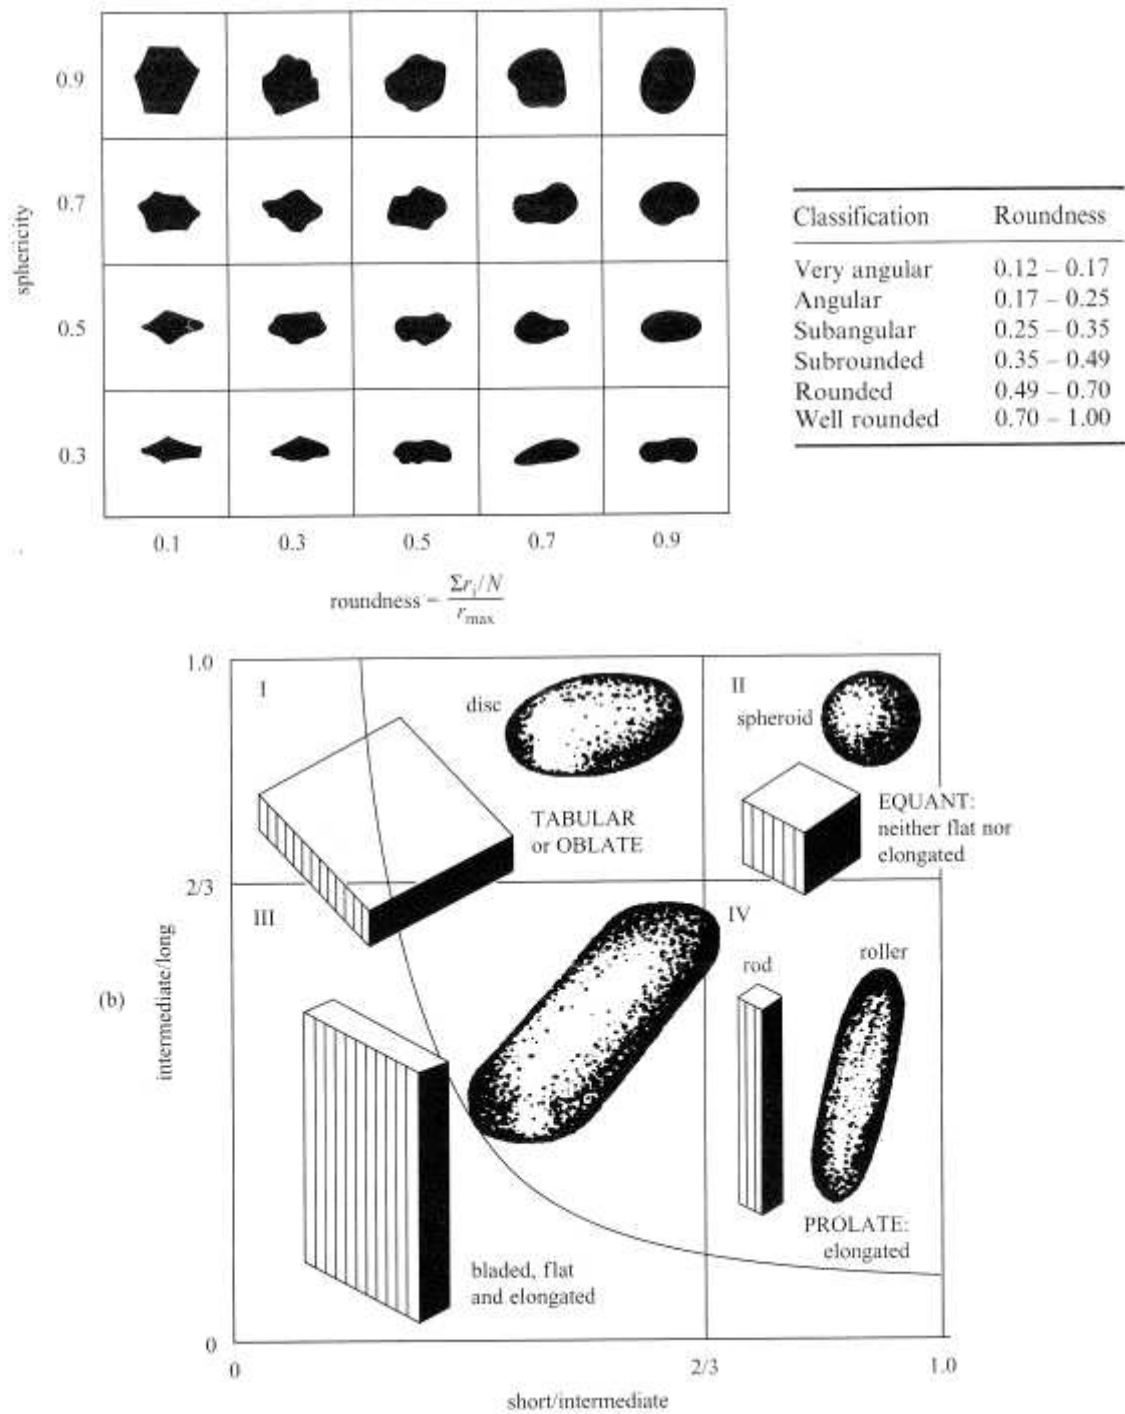 0.9
0.7
0.5
0.3
sphericity
0.1 0.3 0.5 0.7 0.9
roundness = Σri/N
rmax
Classification Roundness
Very angular 0.12 – 0.17
Angular 0.17 – 0.25
Subangular 0.25 – 0.35
Subrounded 0.35 – 0.49
Rounded 0.49 – 0.70
Well rounded 0.70 – 1.00
(b)
intermediate/long
1.0
2/3
0
I
disc
TABULAR
or OBLATE
II
spheroid
EQUANT:
neither flat nor
elongated
III
bladed, flat
and elongated
IV
rod
roller
PROLATE:
elongated
0 2/3 1.0
short/intermediate